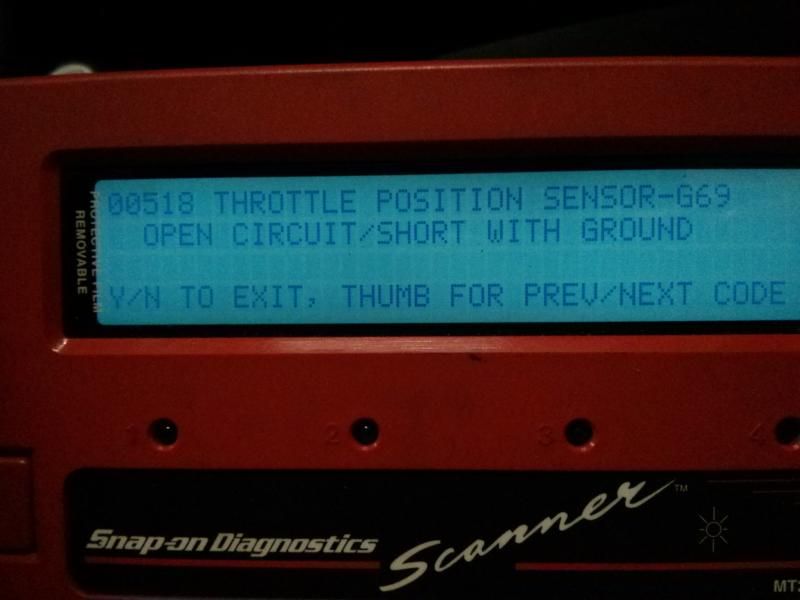 00518 THROTTLE POSITION SENSOR-G69
OPEN CIRCUIT/SHORT WITH GROUND
Y/N TO EXIT, THUMB FOR PREV/NEXT CODE
PROTECTIVE FILM
REMOVABLE
1 2 3 4
Snap-on Diagnostics
Scanner™